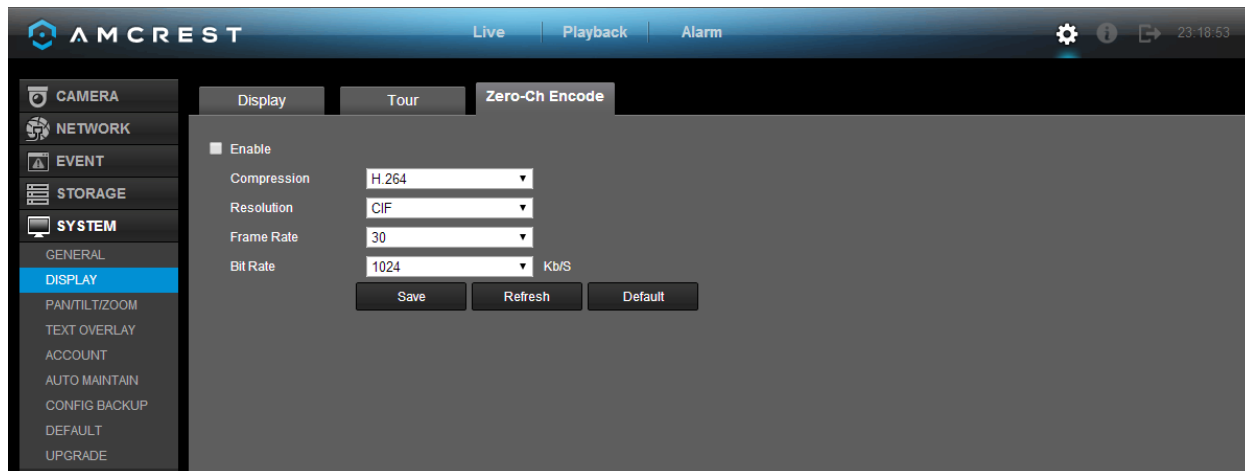 AMCREST
Live Playback Alarm
23:18:53
CAMERA
NETWORK
EVENT
STORAGE
SYSTEM
GENERAL
DISPLAY
PAN/TILT/ZOOM
TEXT OVERLAY
ACCOUNT
AUTO MAINTAIN
CONFIG BACKUP
DEFAULT
UPGRADE
Display Tour Zero-Ch Encode
Enable
Compression H.264
Resolution CIF
Frame Rate 30
Bit Rate 1024 Kb/S
Save Refresh Default